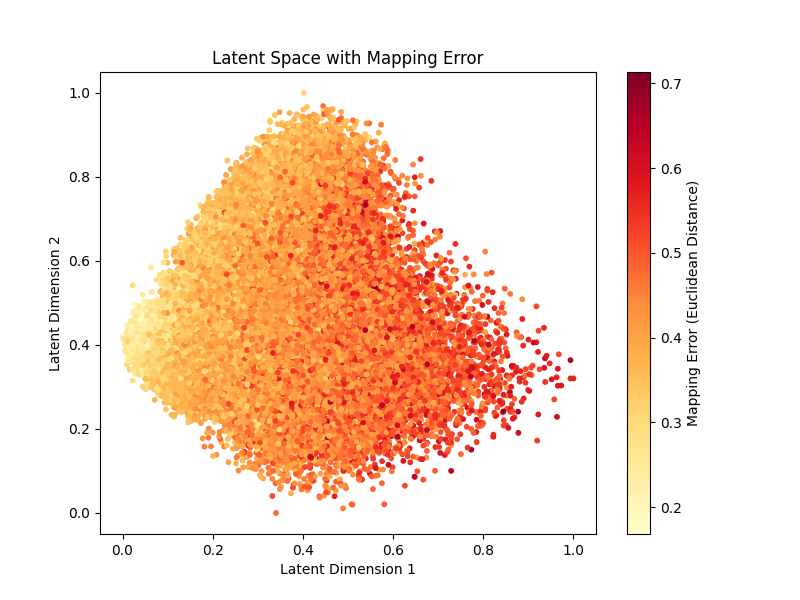 Latent Space with Mapping Error
Latent Dimension 2
1.0
0.8
0.6
0.4
0.2
0.0
0.0 0.2 0.4 0.6 0.8 1.0
Latent Dimension 1
0.7
0.6
0.5
0.4
0.3
0.2
Mapping Error (Euclidean Distance)